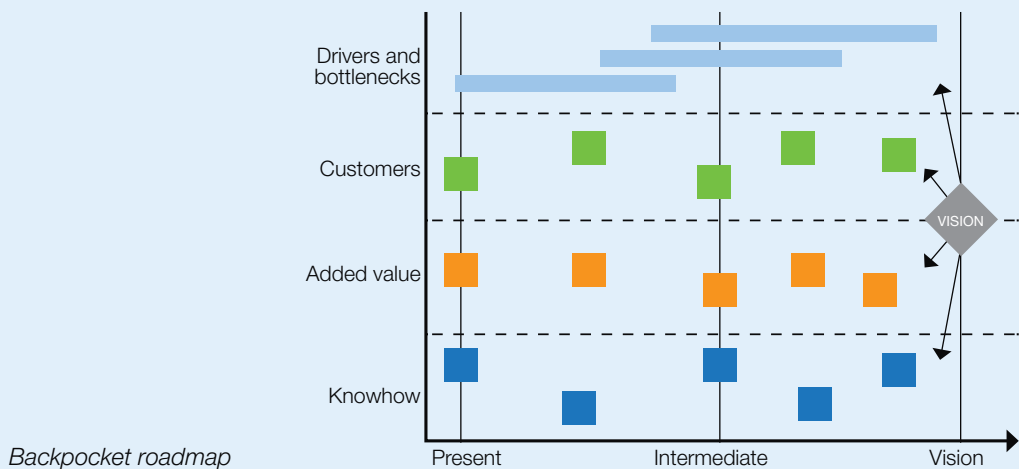 Drivers and
bottlenecks
Customers
VISION
Added value
Knowhow
Backpocket roadmap
Present
Intermediate
Vision